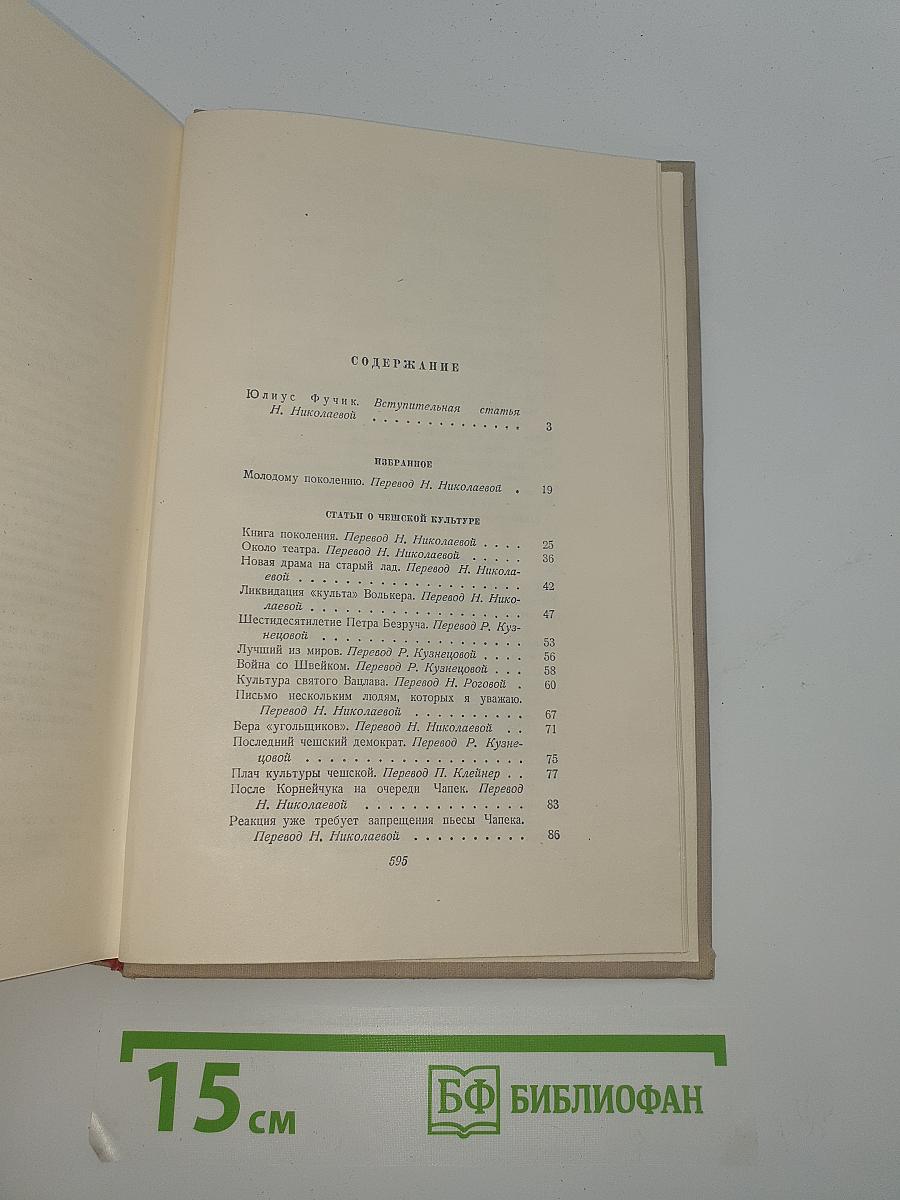 СОДЕРЖАНИЕ
Юлиус Фучик. Вступительная статья
Н. Николаевой . . . . . . . . . . . . . . 3
ИЗБРАННОЕ
Молодому поколению. Перевод Н. Николаевой . 19
СТАТЬИ О ЧЕШСКОЙ КУЛЬТУРЕ
Книга поколения. Перевод Н. Николаевой . . . . 25
Около театра. Перевод Н. Николаевой . . . . . 36
Новая драма на старый лад. Перевод Н. Никола-
евой . . . . . . . . . . . . . . . . . . . 42
Ликвидация «культа» Волькера. Перевод Н. Нико-
лаевой . . . . . . . . . . . . . . . . . . 47
Шестидесятилетие Петра Безруча. Перевод Р. Куз-
нецовой . . . . . . . . . . . . . . . . . 53
Лучший из миров. Перевод Р. Кузнецовой . . . . 56
Война со Швейком. Перевод Р. Кузнецовой . . . 58
Культура святого Вацлава. Перевод Н. Роговой . 60
Письмо нескольким людям, которых я уважаю.
Перевод Н. Николаевой . . . . . . . . . . 67
Вера «угольщиков». Перевод Н. Николаевой . . 71
Последний чешский демократ. Перевод Р. Кузне-
цовой . . . . . . . . . . . . . . . . . . . 75
Плач культуры чешской. Перевод П. Клейнер . . 77
После Корнейчука на очереди Чапек. Перевод
Н. Николаевой . . . . . . . . . . . . . . 83
Реакция уже требует запрещения пьесы Чапека.
Перевод Н. Николаевой . . . . . . . . . . 86
595
15 см
БФ БИБЛИОФАН